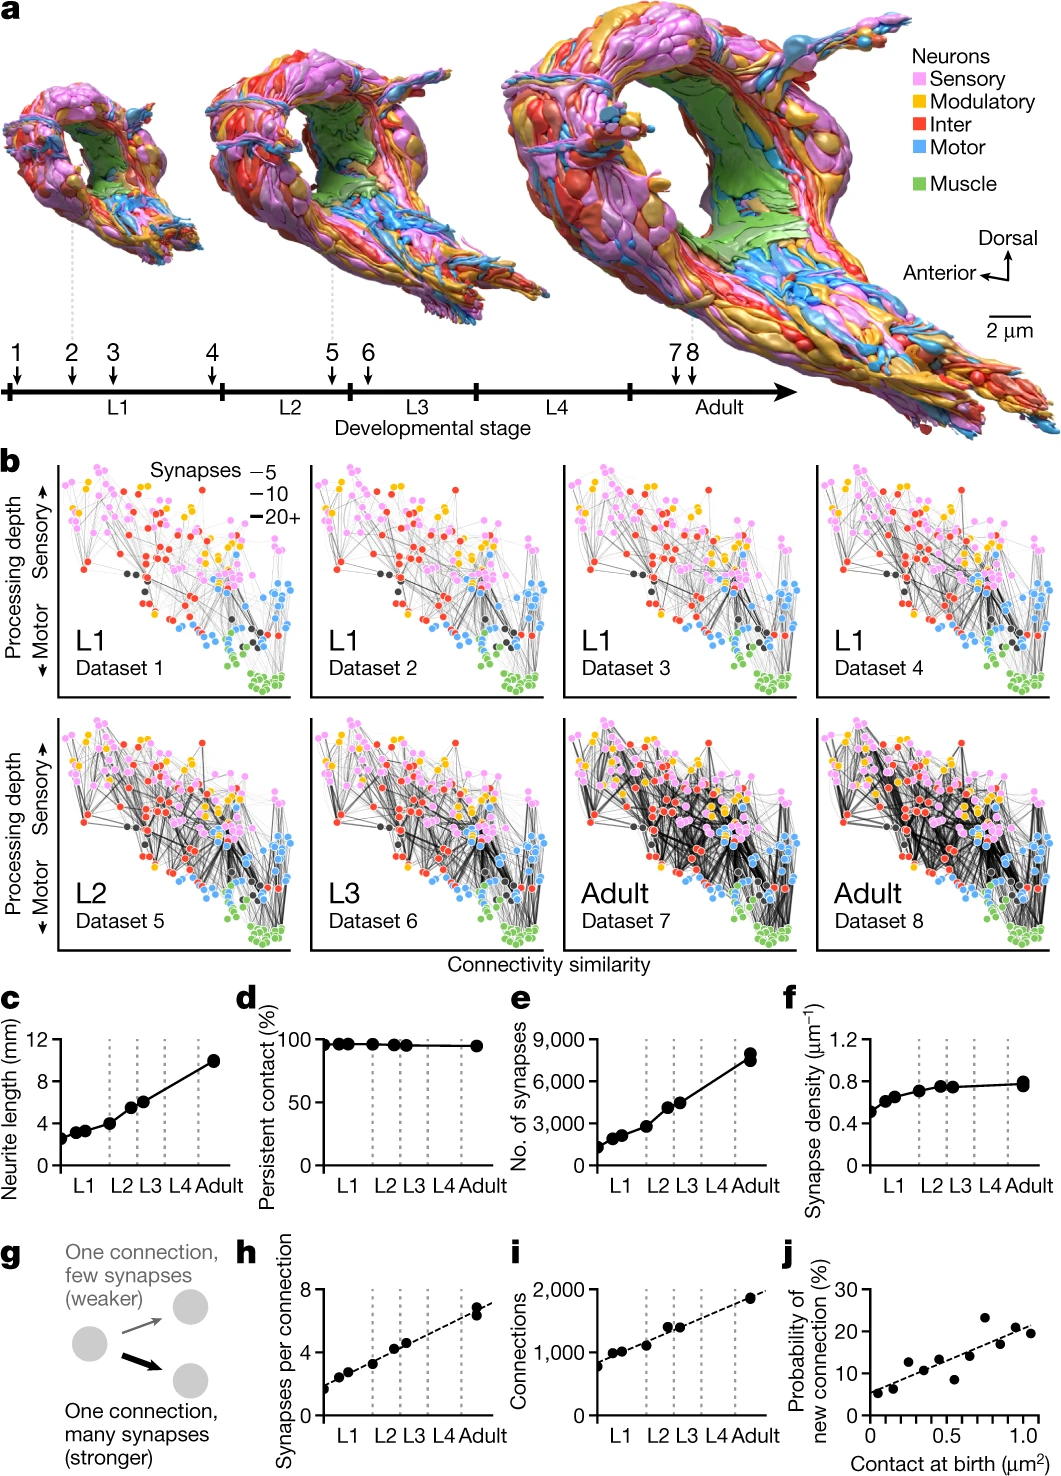 a
Neurons
Sensory
Modulatory
Inter
Motor
Muscle
Dorsal
Anterior
2 μm
1 2 3 4 5 6 7 8
L1 L2 L3 L4 Adult
Developmental stage
b
Processing depth
Motor Sensory
Synapses
5
10
20+
L1
Dataset 1
L1
Dataset 2
L1
Dataset 3
L1
Dataset 4
Processing depth
Motor Sensory
L2
Dataset 5
L3
Dataset 6
Adult
Dataset 7
Adult
Dataset 8
Connectivity similarity
c
Neurite length (mm)
12
8
4
0
L1 L2 L3 L4 Adult
d
Persistent contact (%)
100
50
0
L1 L2 L3 L4 Adult
e
No. of synapses
9,000
6,000
3,000
0
L1 L2 L3 L4 Adult
f
Synapse density (μm⁻¹)
1.2
0.8
0.4
0
L1 L2 L3 L4 Adult
g
One connection,
few synapses
(weaker)
One connection,
many synapses
(stronger)
h
Synapses per connection
8
4
0
L1 L2 L3 L4 Adult
i
Connections
2,000
1,000
0
L1 L2 L3 L4 Adult
j
Probability of
new connection (%)
30
20
10
0
0 0.5 1.0
Contact at birth (μm²)